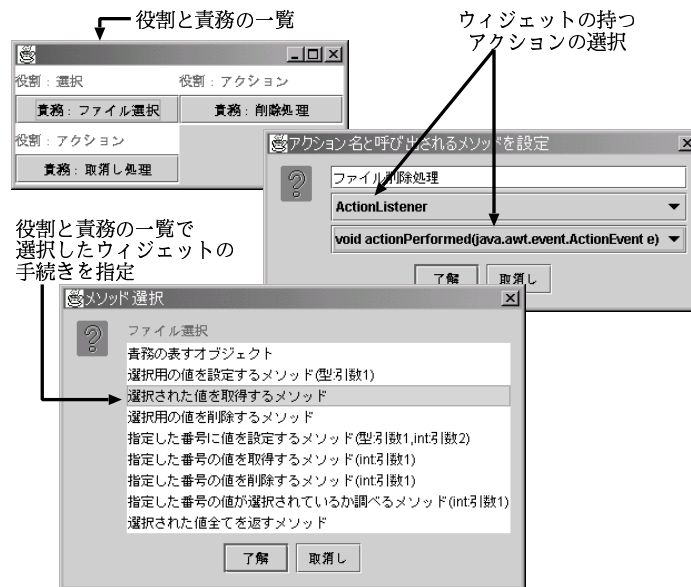 役割と責務の一覧
ウィジェットの持つ
アクションの選択
役割：選択
役割：アクション
責務：ファイル選択
責務：削除処理
役割：アクション
責務：取消し処理
アクション名と呼び出されるメソッドを設定
ファイル削除処理
ActionListener
void actionPerformed(java.awt.event.ActionEvent e)
了解
取消し
役割と責務の一覧で
選択したウィジェットの
手続きを指定
メソッド選択
ファイル選択
責務の表すオブジェクト
選択用の値を設定するメソッド(型:引数1)
選択された値を取得するメソッド
選択用の値を削除するメソッド
指定した番号に値を設定するメソッド(型:引数1,int:引数2)
指定した番号の値を取得するメソッド(int:引数1)
指定した番号の値を削除するメソッド(int:引数1)
指定した番号の値が選択されているか調べるメソッド(int:引数1)
選択された値全てを返すメソッド
了解
取消し